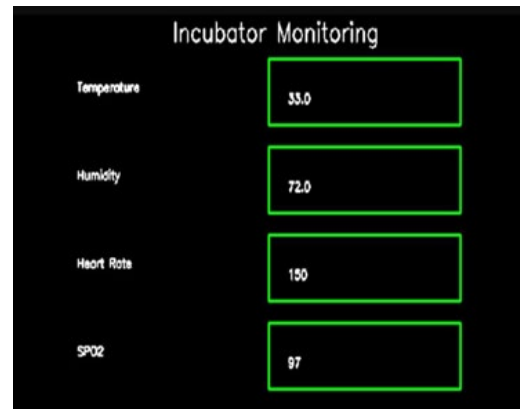 Incubator Monitoring
Temperature 33.0
Humidity 72.0
Heart Rate 150
SPO2 97